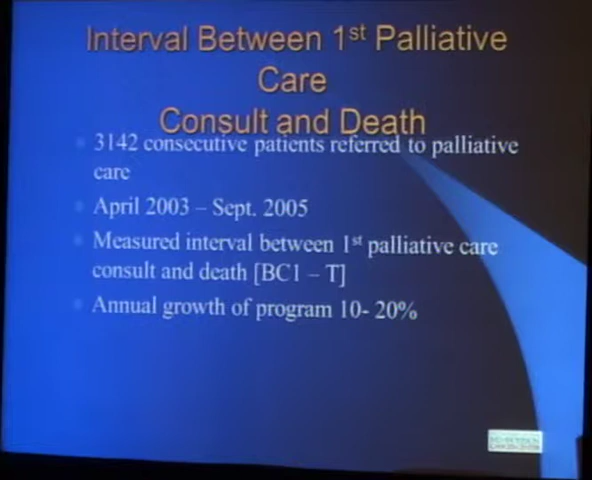 Interval Between 1st Palliative
Care
Consult and Death
3142 consecutive patients referred to palliative
care
April 2003 – Sept. 2005
Measured interval between 1st palliative care
consult and death [BC1 – T]
Annual growth of program 10- 20%